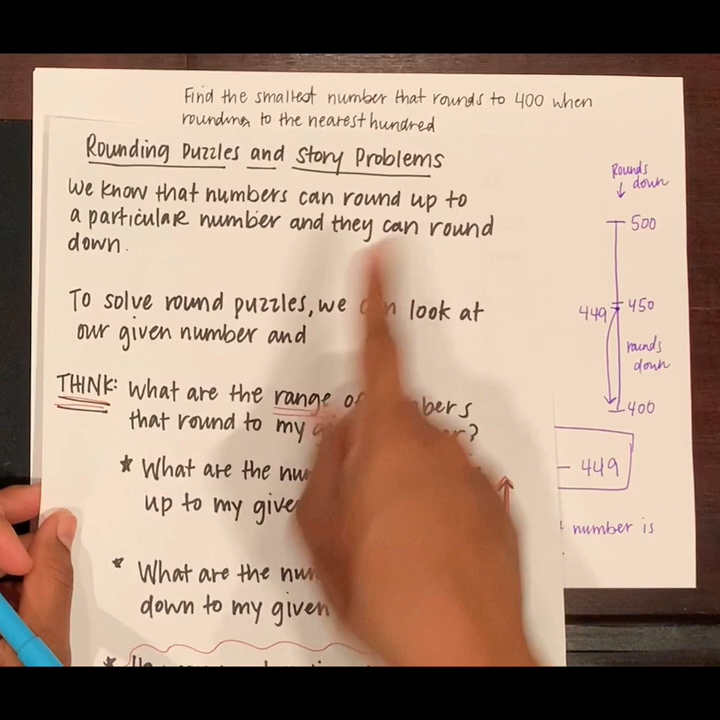 Find the smallest number that rounds to 400 when
rounding to the nearest hundred
Rounding Puzzles and Story Problems
We know that numbers can round up to
a particular number and they can round
down.
To solve round puzzles, we can look at
our given number and
THINK: What are the range of numbers
that round to my
* What are the
up to my
* What are the
down to my given
Rounds
↓ down
500
450
449
rounds
down
400
– 449
number is